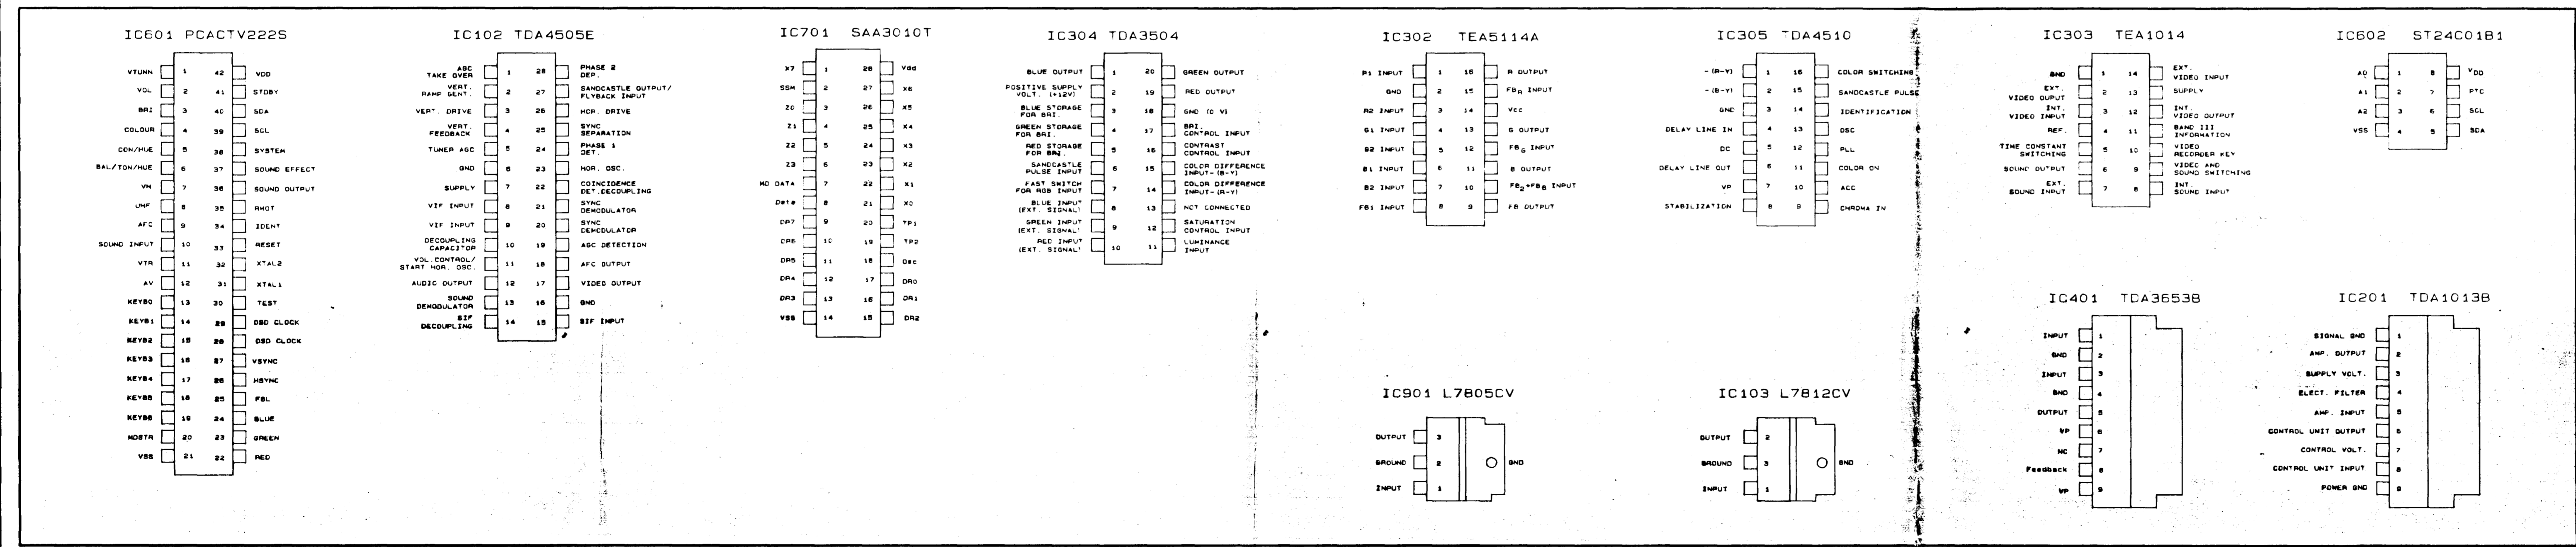 IC601 PCACTV222S
VTUNN 1 42 VDD
VOL 2 41 STDBY
BRI 3 40 SDA
COLOUR 4 39 SCL
CON/HUE 5 38 SYSTEM
BAL/TON/HUE 6 37 SOUND EFFECT
VH 7 36 SOUND OUTPUT
UHF 8 35 RMOT
AFC 9 34 IDENT
SOUND INPUT 10 33 RESET
VTR 11 32 XTAL2
AV 12 31 XTAL1
KEYB0 13 30 TEST
KEYB1 14 29 OSD CLOCK
KEYB2 15 28 OSD CLOCK
KEYB3 16 27 VSYNC
KEYB4 17 26 HSYNC
KEYB5 18 25 FBL
KEYB6 19 24 BLUE
MOSTR 20 23 GREEN
VSS 21 22 RED
IC102 TDA4505E
AGC
TAKE OVER 1 28 PHASE 2
DEP.
VERT.
RAMP GENT. 2 27 SANDCASTLE OUTPUT/
FLYBACK INPUT
VERT. DRIVE 3 26 HOR. DRIVE
VERT.
FEEDBACK 4 25 SYNC
SEPARATION
TUNER AGC 5 24 PHASE 1
DET.
GND 6 23 HOR. OSC.
SUPPLY 7 22 COINCIDENCE
DET.DECOUPLING
VIF INPUT 8 21 SYNC
DEMODULATOR
VIF INPUT 9 20 SYNC
DEMODULATOR
DECOUPLING
CAPACITOR 10 19 AGC DETECTION
VOL.CONTROL/
START HOR. OSC. 11 18 AFC OUTPUT
AUDIO OUTPUT 12 17 VIDEO OUTPUT
SOUND
DEMODULATOR 13 16 GND
SIF
DECOUPLING 14 15 SIF INPUT
IC701 SAA3010T
X7 1 28 Vdd
SSM 2 27 X6
Z0 3 26 X5
Z1 4 25 X4
Z2 5 24 X3
Z3 6 23 X2
MD DATA 7 22 X1
Data 8 21 X0
DR7 9 20 TP1
DR6 10 19 TP2
DR5 11 18 Osc
DR4 12 17 DR0
DR3 13 16 DR1
VSS 14 15 DR2
IC304 TDA3504
BLUE OUTPUT 1 20 GREEN OUTPUT
POSITIVE SUPPLY
VOLT. (+12V) 2 19 RED OUTPUT
BLUE STORAGE
FOR BRI. 3 18 GND (0 V)
GREEN STORAGE
FOR BRI. 4 17 BRI.
CONTROL INPUT
RED STORAGE
FOR BRI. 5 16 CONTRAST
CONTROL INPUT
SANDCASTLE
PULSE INPUT 6 15 COLOR DIFFERENCE
INPUT-(B-Y)
FAST SWITCH
FOR RGB INPUT 7 14 COLOR DIFFERENCE
INPUT-(R-Y)
BLUE INPUT
(EXT. SIGNAL) 8 13 NOT CONNECTED
GREEN INPUT
(EXT. SIGNAL) 9 12 SATURATION
CONTROL INPUT
RED INPUT
(EXT. SIGNAL) 10 11 LUMINANCE
INPUT
IC302 TEA5114A
R1 INPUT 1 16 R OUTPUT
GND 2 15 FBR INPUT
R2 INPUT 3 14 Vcc
G1 INPUT 4 13 G OUTPUT
G2 INPUT 5 12 FBG INPUT
B1 INPUT 6 11 B OUTPUT
B2 INPUT 7 10 FB2+FBB INPUT
FB1 INPUT 8 9 FB OUTPUT
IC305 TDA4510
-(R-Y) 1 16 COLOR SWITCHING
-(B-Y) 2 15 SANDCASTLE PULSE
GND 3 14 IDENTIFICATION
DELAY LINE IN 4 13 OSC
DC 5 12 PLL
DELAY LINE OUT 6 11 COLOR ON
VP 7 10 ACC
STABILIZATION 8 9 CHROMA IN
IC303 TEA1014
GND 1 14 EXT.
VIDEO INPUT
EXT.
VIDEO OUPUT 2 13 SUPPLY
INT.
VIDEO INPUT 3 12 INT.
VIDEO OUTPUT
REF. 4 11 BAND III
INFORMATION
TIME CONSTANT
SWITCHING 5 10 VIDEO
RECORDER KEY
SOUND OUTPUT 6 9 VIDEO AND
SOUND SWITCHING
EXT.
SOUND INPUT 7 8 INT.
SOUND INPUT
IC602 ST24C01B1
A0 1 8 VDD
A1 2 7 PTC
A2 3 6 SCL
VSS 4 5 SDA
IC901 L7805CV
OUTPUT 3
GROUND 2 GND
INPUT 1
IC103 L7812CV
OUTPUT 2
GROUND 3 GND
INPUT 1
IC401 TDA3653B
INPUT 1
GND 2
INPUT 3
GND 4
OUTPUT 5
VP 6
NC 7
Feedback 8
VP 9
IC201 TDA1013B
SIGNAL GND 1
AMP. OUTPUT 2
SUPPLY VOLT. 3
ELECT. FILTER 4
AMP. INPUT 5
CONTROL UNIT OUTPUT 6
CONTROL VOLT. 7
CONTROL UNIT INPUT 8
POWER GND 9